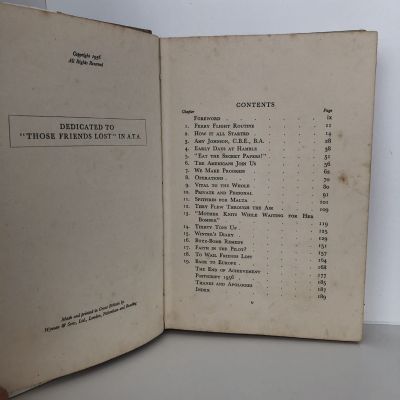 Copyright 1956
All Rights Reserved
DEDICATED TO
"THOSE FRIENDS LOST" IN A.T.A.
Made and printed in Great Britain by
Wyman & Sons, Ltd., London, Fakenham and Reading
CONTENTS
Chapter Page
Foreword ix
1. Ferry Flight Routine 11
2. How it all Started 14
3. Amy Johnson, C.B.E., B.A. 28
4. Early Days at Hamble 38
5. "Eat the Secret Papers!" 51
6. The Americans Join Us 56
7. We Make Progress 62
8. Operations 70
9. Vital to the Whole 80
10. Private and Personal 91
11. Spitfires for Malta 101
12. They Flew Through the Air 109
13. "Mother Knits While Waiting for Her
Bomber" 119
14. Thirty Tons Up 125
15. Winter's Diary 129
16. Buzz-Bomb Remedy 151
17. Faith in the Pilot? 157
18. To Wail Friends Lost 164
19. Back to Europe 168
The End of Achievement 177
Postscript 1956 185
Thanks and Apologies 187
Index 189
v